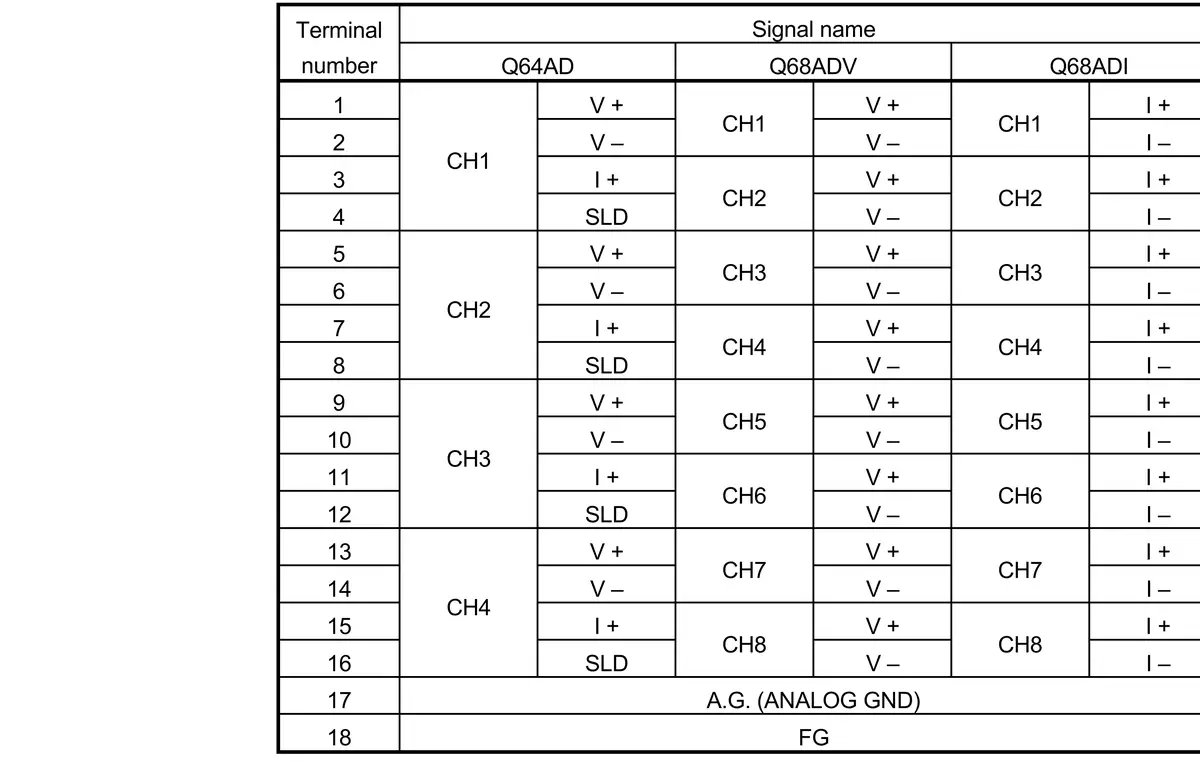 Terminal number Signal name
Q64AD Q68ADV Q68ADI
1 CH1 V + CH1 V + CH1 I +
2 V – V – I –
3 I + CH2 V + CH2 I +
4 SLD V – I –
5 CH2 V + CH3 V + CH3 I +
6 V – V – I –
7 I + CH4 V + CH4 I +
8 SLD V – I –
9 CH3 V + CH5 V + CH5 I +
10 V – V – I –
11 I + CH6 V + CH6 I +
12 SLD V – I –
13 CH4 V + CH7 V + CH7 I +
14 V – V – I –
15 I + CH8 V + CH8 I +
16 SLD V – I –
17 A.G. (ANALOG GND)
18 FG